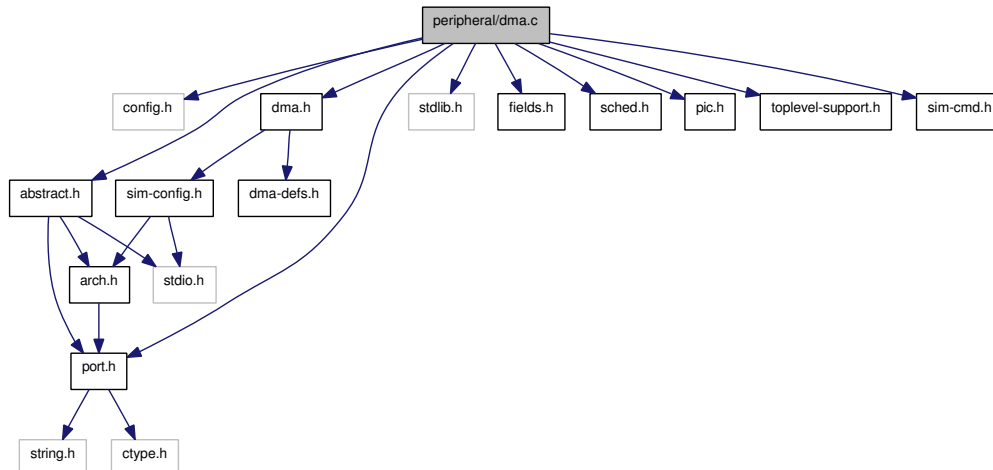 peripheral/dma.c
config.h
dma.h
stdlib.h
fields.h
sched.h
pic.h
toplevel-support.h
sim-cmd.h
abstract.h
sim-config.h
dma-defs.h
arch.h
stdio.h
port.h
string.h
ctype.h